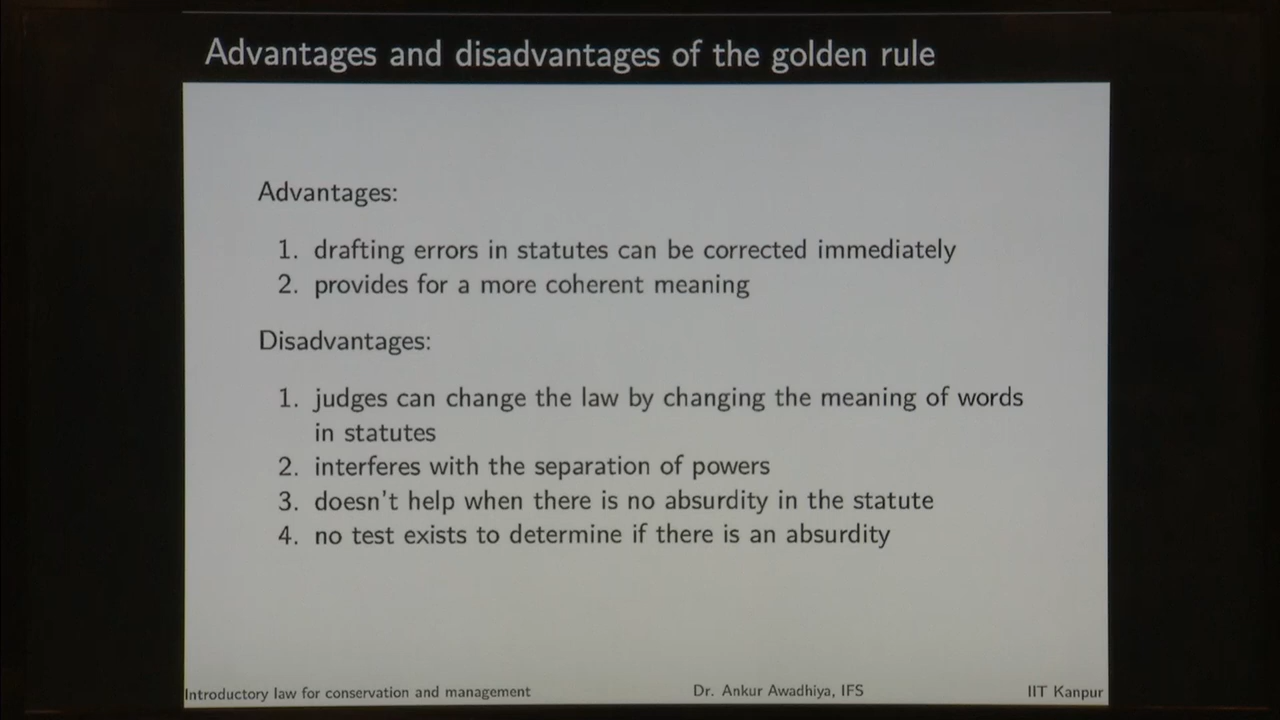 Advantages and disadvantages of the golden rule
Advantages:
1. drafting errors in statutes can be corrected immediately
2. provides for a more coherent meaning
Disadvantages:
1. judges can change the law by changing the meaning of words
in statutes
2. interferes with the separation of powers
3. doesn't help when there is no absurdity in the statute
4. no test exists to determine if there is an absurdity
Introductory law for conservation and management Dr. Ankur Awadhiya, IFS IIT Kanpur